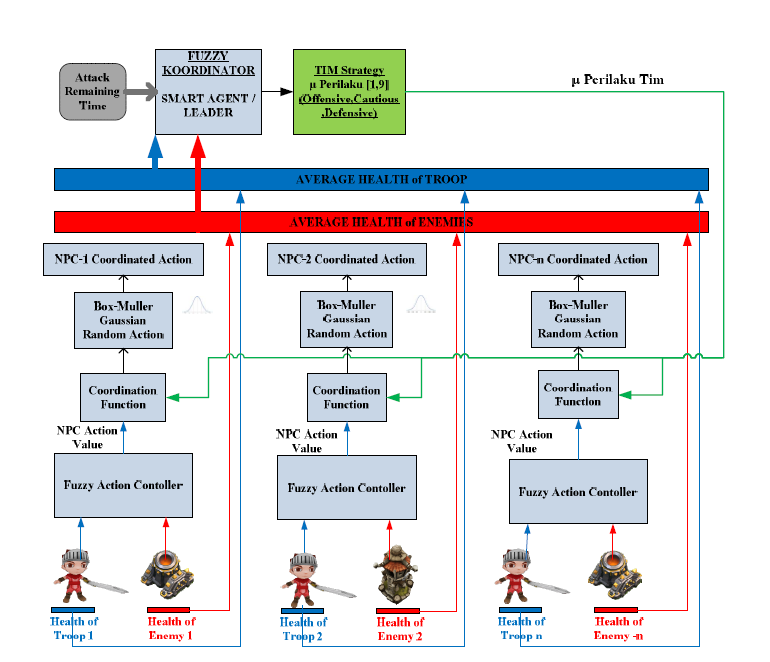 Attack
Remaining
Time
FUZZY
KOORDINATOR
SMART AGENT /
LEADER
TIM Strategy
µ Perilaku [1,9]
(Offensive,Cautious
,Defensive)
µ Perilaku Tim
AVERAGE HEALTH of TROOP
AVERAGE HEALTH of ENEMIES
NPC-1 Coordinated Action
NPC-2 Coordinated Action
NPC-n Coordinated Action
Box-Muller
Gaussian
Random Action
Box-Muller
Gaussian
Random Action
Box-Muller
Gaussian
Random Action
Coordination
Function
Coordination
Function
Coordination
Function
NPC Action
Value
NPC Action
Value
NPC Action
Value
Fuzzy Action Contoller
Fuzzy Action Contoller
Fuzzy Action Contoller
Health of
Troop 1
Health of
Enemy 1
Health of
Troop 2
Health of
Enemy 2
Health of
Troop n
Health of
Enemy -n